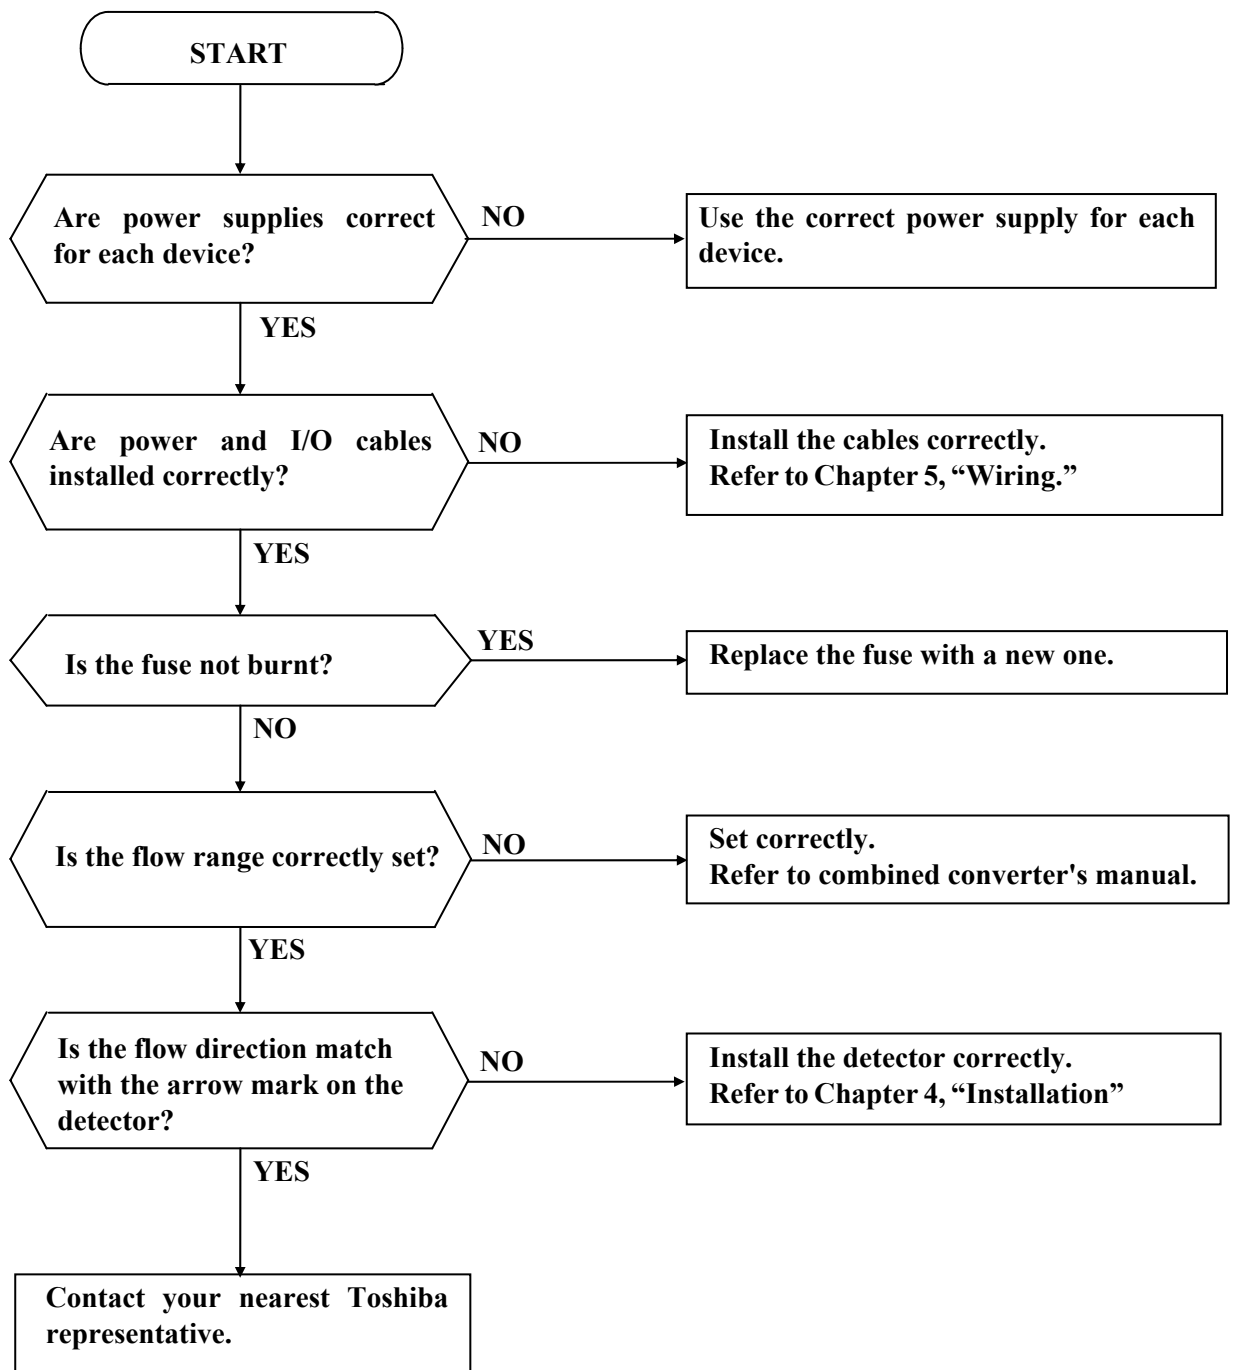 START
Are power supplies correct
for each device?
NO
Use the correct power supply for each
device.
YES
Are power and I/O cables
installed correctly?
NO
Install the cables correctly.
Refer to Chapter 5, “Wiring.”
YES
Is the fuse not burnt?
YES
Replace the fuse with a new one.
NO
Is the flow range correctly set?
NO
Set correctly.
Refer to combined converter's manual.
YES
Is the flow direction match
with the arrow mark on the
detector?
NO
Install the detector correctly.
Refer to Chapter 4, “Installation”
YES
Contact your nearest Toshiba
representative.